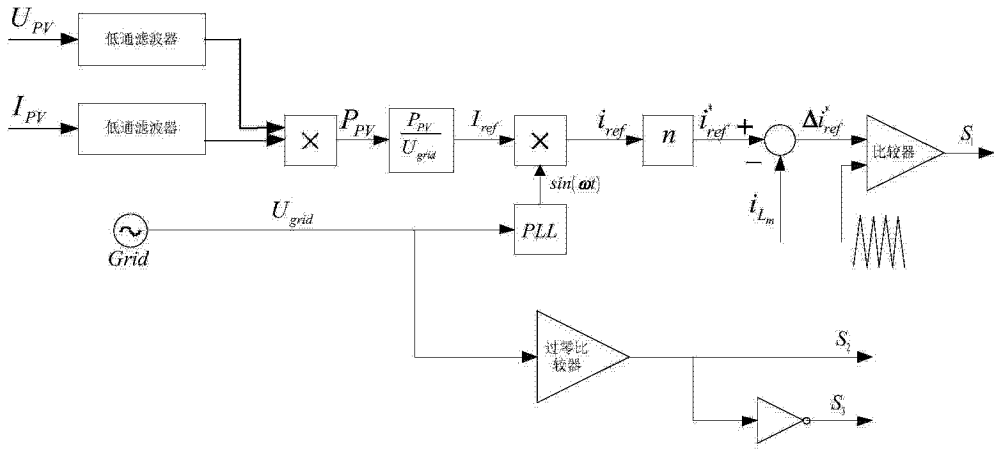 U_PV
低通滤波器
I_PV
低通滤波器
×
P_PV
P_PV / U_grid
I_ref
×
i_ref
n
i*_ref
+
−
Δi*_ref
比较器
S_1
sin(ωt)
i_Lm
U_grid
PLL
Grid
过零比
较器
S_2
S_3